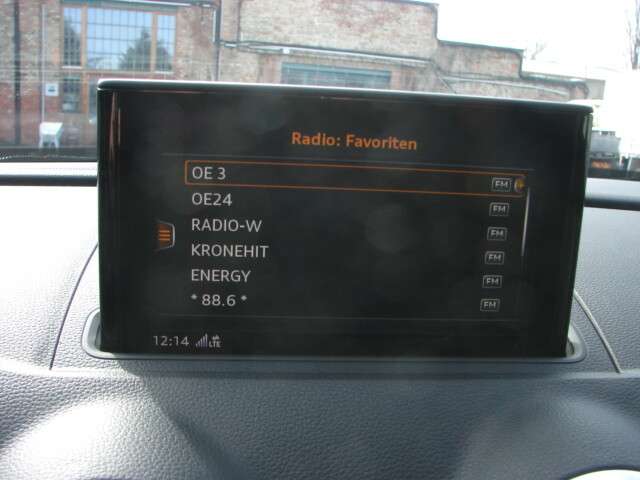 Radio: Favoriten
OE 3 FM
OE24 FM
RADIO-W FM
KRONEHIT FM
ENERGY FM
* 88.6 * FM
12:14 LTE